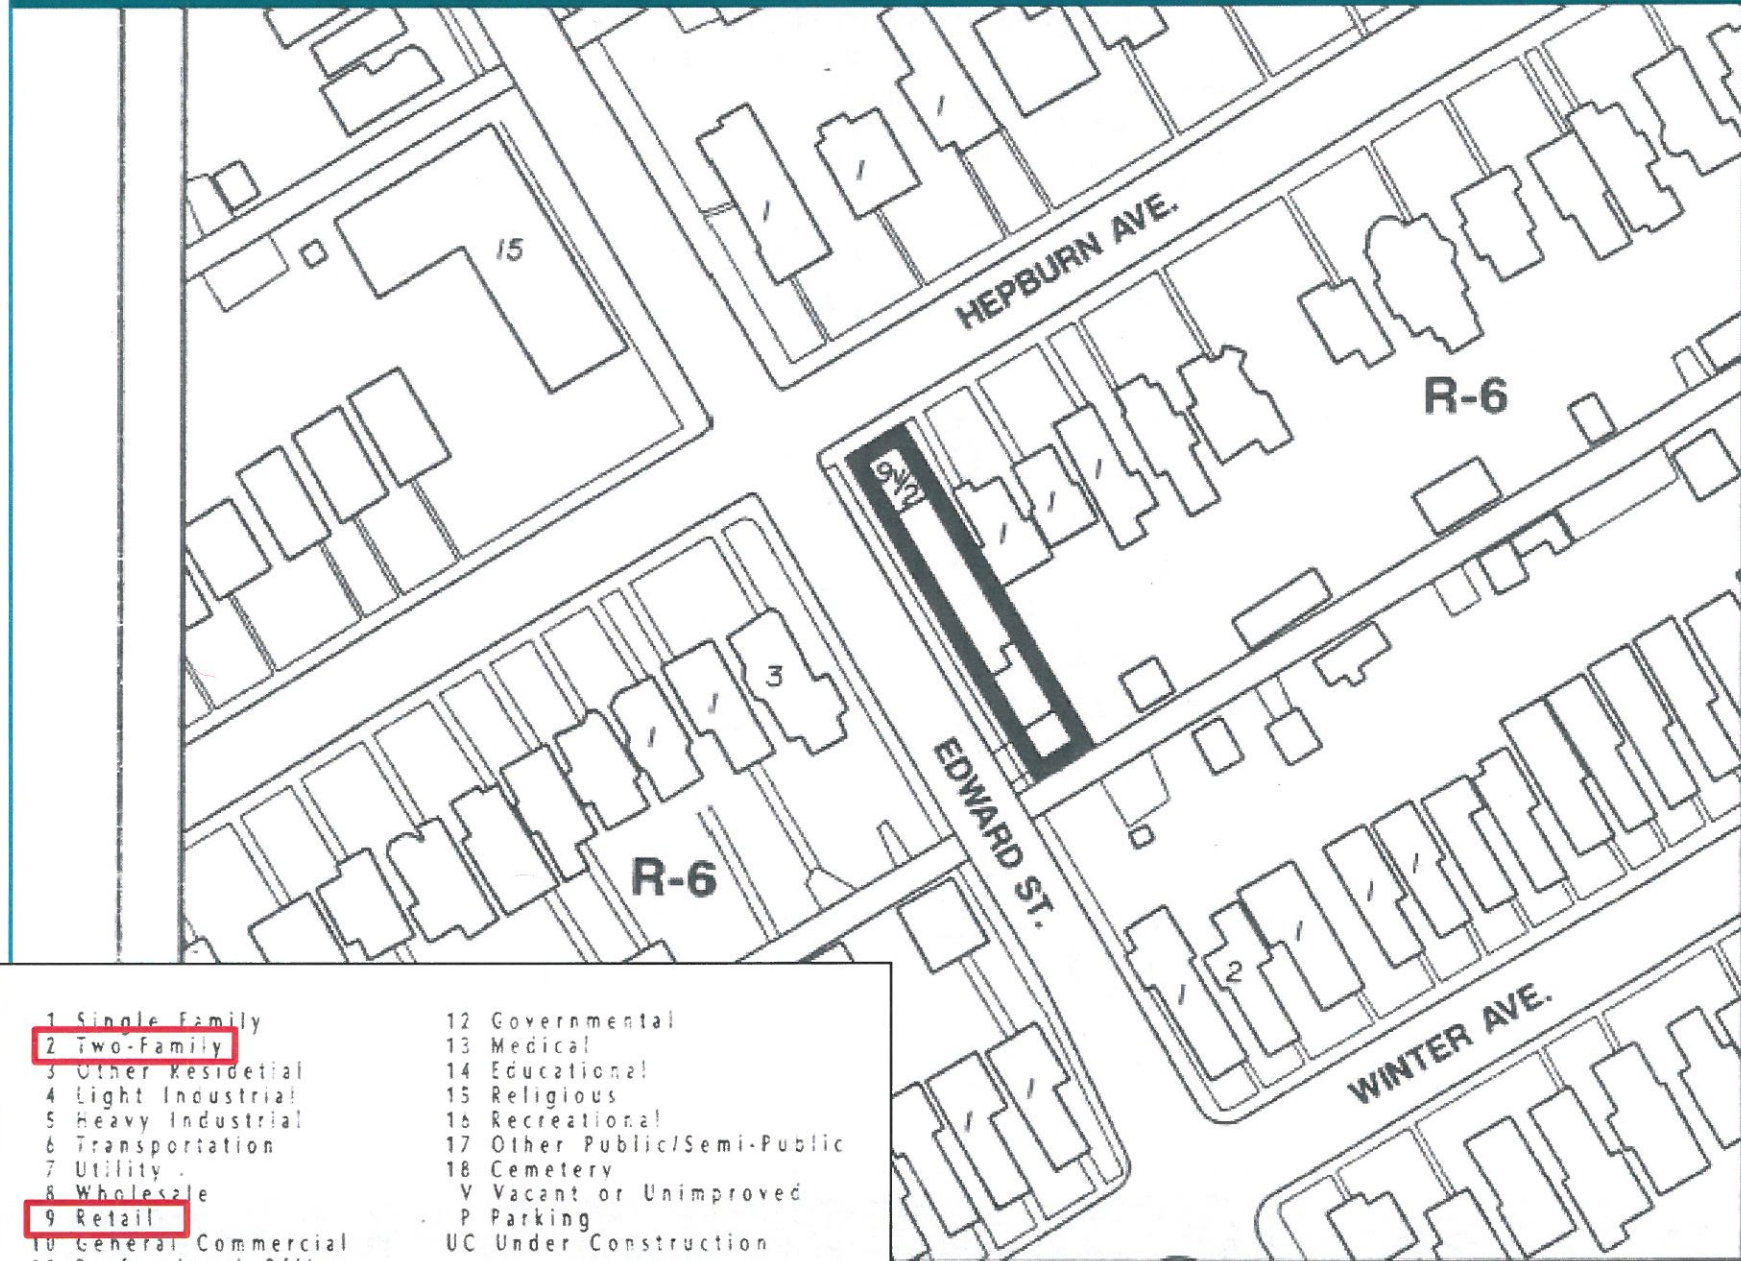 15
HEPBURN AVE.
R-6
9 1/2
3
R-6
EDWARD ST.
2
WINTER AVE.
1 Single Family
2 Two-Family
3 Other Residetial
4 Light Industrial
5 Heavy Industrial
6 Transportation
7 Utility
8 Wholesale
9 Retail
10 General Commercial
12 Governmental
13 Medical
14 Educational
15 Religious
16 Recreational
17 Other Public/Semi-Public
18 Cemetery
V Vacant or Unimproved
P Parking
UC Under Construction